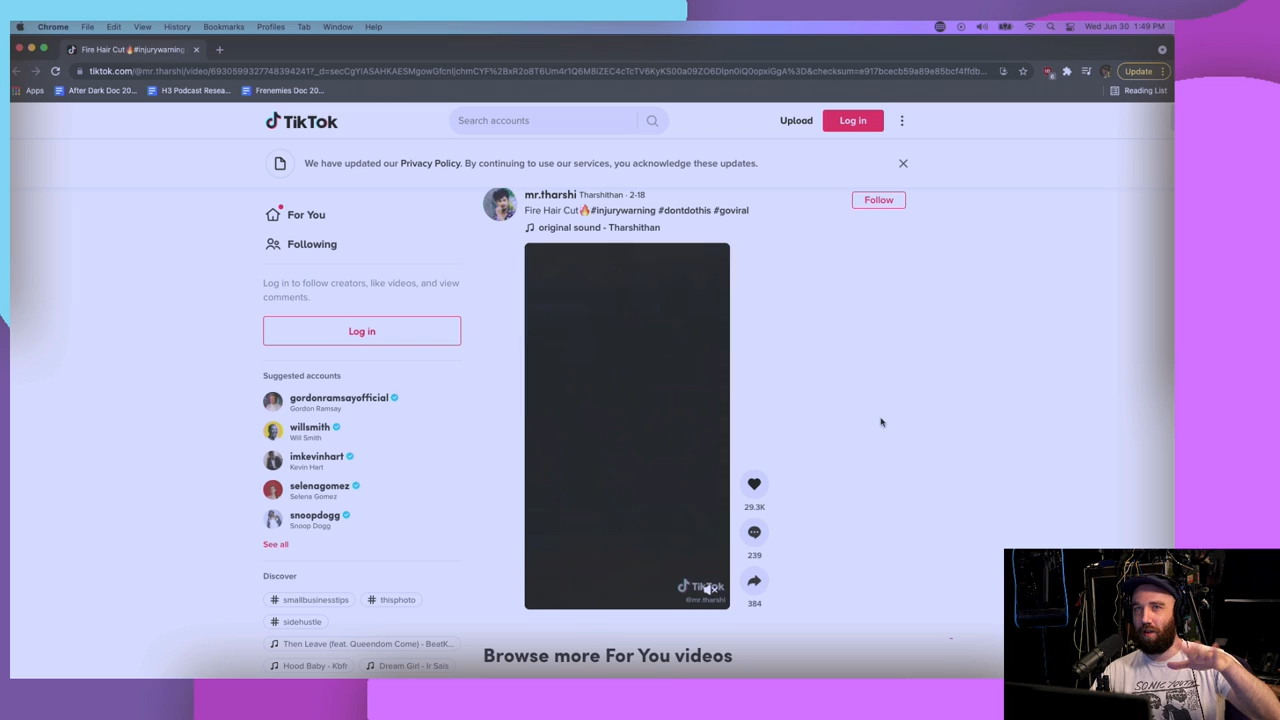 Chrome File Edit View History Bookmarks Profiles Tab Window Help
Wed Jun 30 1:49 PM
Fire Hair Cut🔥#injurywarning
Update
Apps After Dark Doc 20... H3 Podcast Resea... Frenemies Doc 20...
Reading List
TikTok
Search accounts
Upload Log in
We have updated our Privacy Policy. By continuing to use our services, you acknowledge these updates.
For You
Following
Log in to follow creators, like videos, and view
comments.
Log in
Suggested accounts
gordonramsayofficial
Gordon Ramsay
willsmith
Will Smith
imkevinhart
Kevin Hart
selenagomez
Selena Gomez
snoopdogg
Snoop Dogg
See all
Discover
# smallbusinesstips # thisphoto
# sidehustle
Then Leave (feat. Queendom Come) - BeatK...
Hood Baby - Kbfr Dream Girl - Ir Sais
mr.tharshi Tharshithan · 2-18
Fire Hair Cut🔥#injurywarning #dontdothis #goviral
original sound - Tharshithan
Follow
TikTok
@mr.tharshi
29.3K
239
384
Browse more For You videos
SONIC YOUTH